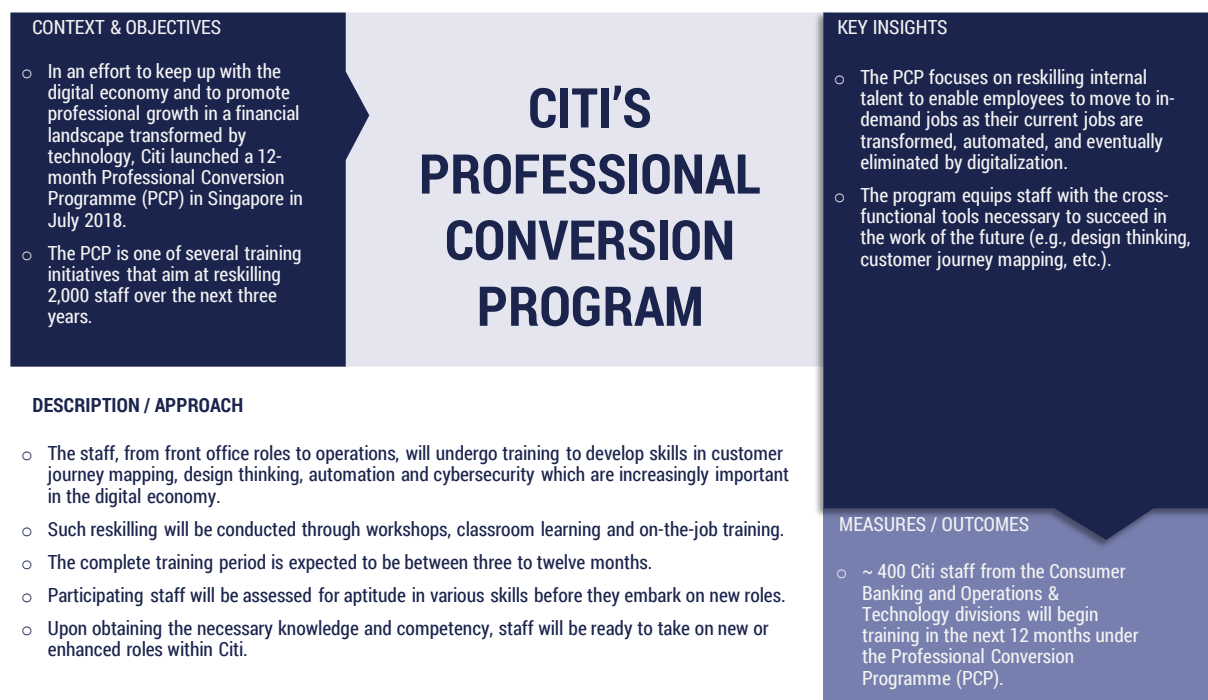 CONTEXT & OBJECTIVES
○ In an effort to keep up with the
digital economy and to promote
professional growth in a financial
landscape transformed by
technology, Citi launched a 12-
month Professional Conversion
Programme (PCP) in Singapore in
July 2018.
○ The PCP is one of several training
initiatives that aim at reskilling
2,000 staff over the next three
years.
CITI'S
PROFESSIONAL
CONVERSION
PROGRAM
KEY INSIGHTS
○ The PCP focuses on reskilling internal
talent to enable employees to move to in-
demand jobs as their current jobs are
transformed, automated, and eventually
eliminated by digitalization.
○ The program equips staff with the cross-
functional tools necessary to succeed in
the work of the future (e.g., design thinking,
customer journey mapping, etc.).
DESCRIPTION / APPROACH
○ The staff, from front office roles to operations, will undergo training to develop skills in customer
journey mapping, design thinking, automation and cybersecurity which are increasingly important
in the digital economy.
○ Such reskilling will be conducted through workshops, classroom learning and on-the-job training.
○ The complete training period is expected to be between three to twelve months.
○ Participating staff will be assessed for aptitude in various skills before they embark on new roles.
○ Upon obtaining the necessary knowledge and competency, staff will be ready to take on new or
enhanced roles within Citi.
MEASURES / OUTCOMES
○ ~ 400 Citi staff from the Consumer
Banking and Operations &
Technology divisions will begin
training in the next 12 months under
the Professional Conversion
Programme (PCP).